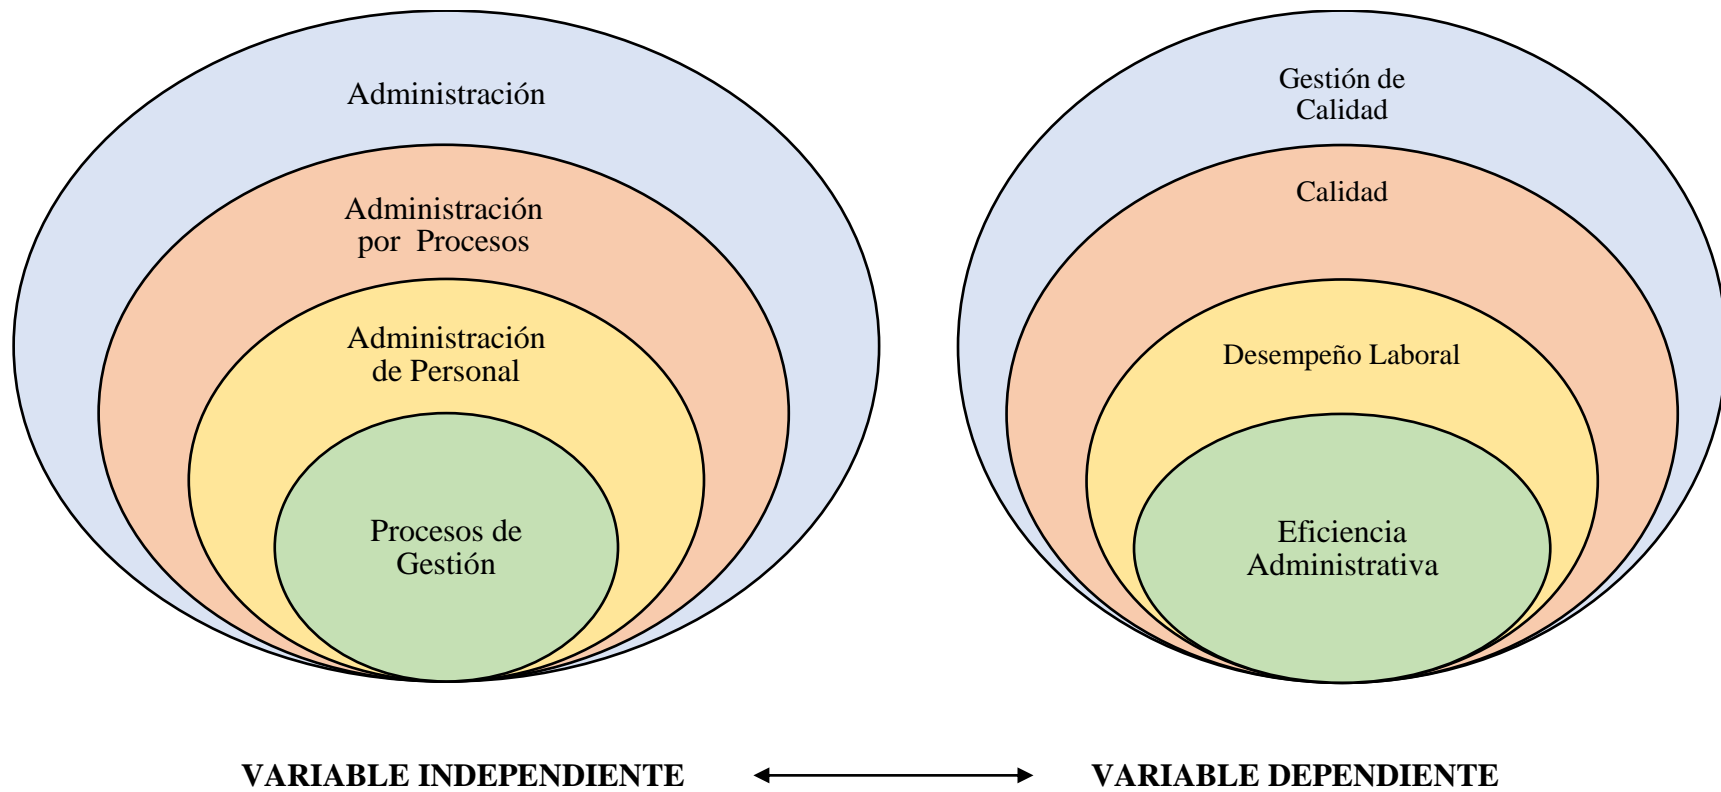 Administración
Administración
por Procesos
Administración
de Personal
Procesos de
Gestión
Gestión de
Calidad
Calidad
Desempeño Laboral
Eficiencia
Administrativa
VARIABLE INDEPENDIENTE
VARIABLE DEPENDIENTE